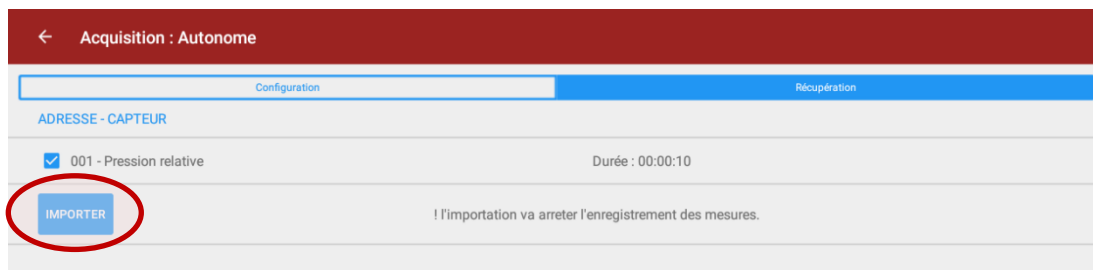 Acquisition : Autonome
Configuration
Récupération
ADRESSE - CAPTEUR
001 - Pression relative
Durée : 00:00:10
IMPORTER
! l'importation va arreter l'enregistrement des mesures.